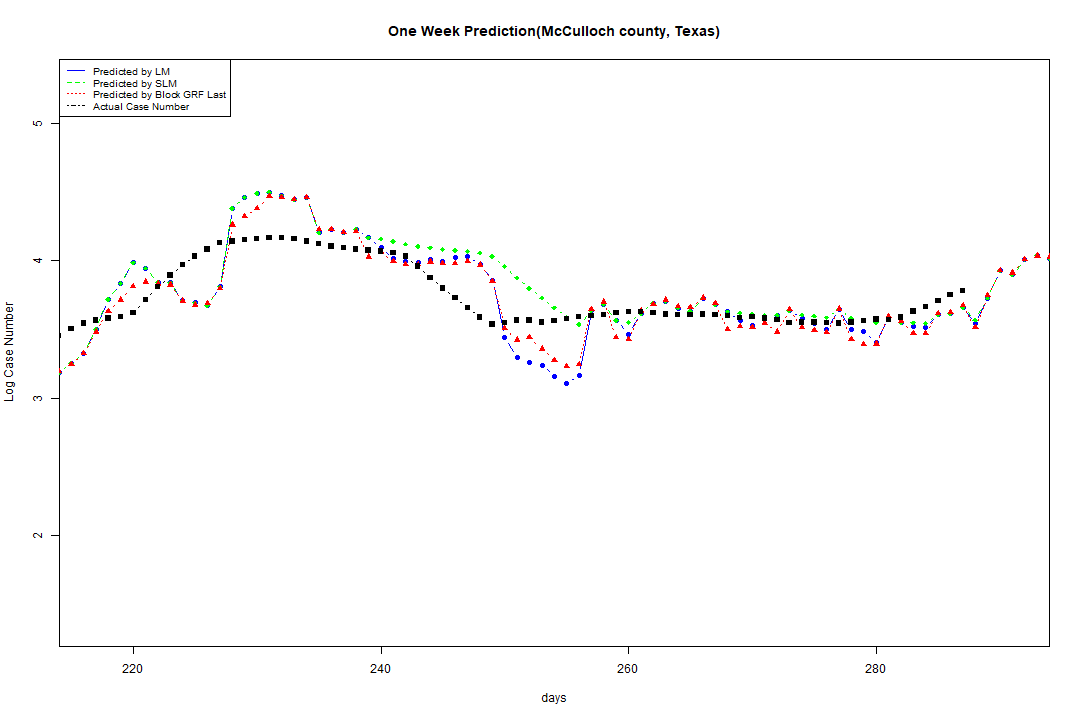 One Week Prediction(McCulloch county, Texas)
Predicted by LM
Predicted by SLM
Predicted by Block GRF Last
Actual Case Number
5
4
3
2
Log Case Number
220 240 260 280
days